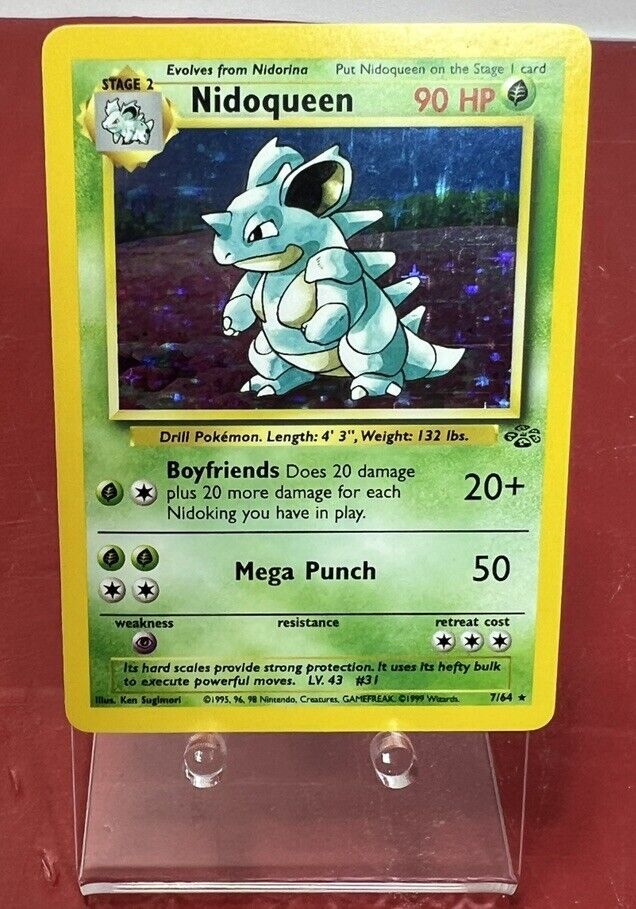 Evolves from Nidorina Put Nidoqueen on the Stage 1 card
STAGE 2
Nidoqueen 90 HP
Drill Pokémon. Length: 4' 3", Weight: 132 lbs.
Boyfriends Does 20 damage
plus 20 more damage for each
Nidoking you have in play.
20+
Mega Punch 50
weakness resistance retreat cost
Its hard scales provide strong protection. It uses its hefty bulk
to execute powerful moves. LV. 43 #31
Illus. Ken Sugimori ©1995, 96, 98 Nintendo, Creatures, GAMEFREAK. ©1999 Wizards. 7/64 ★